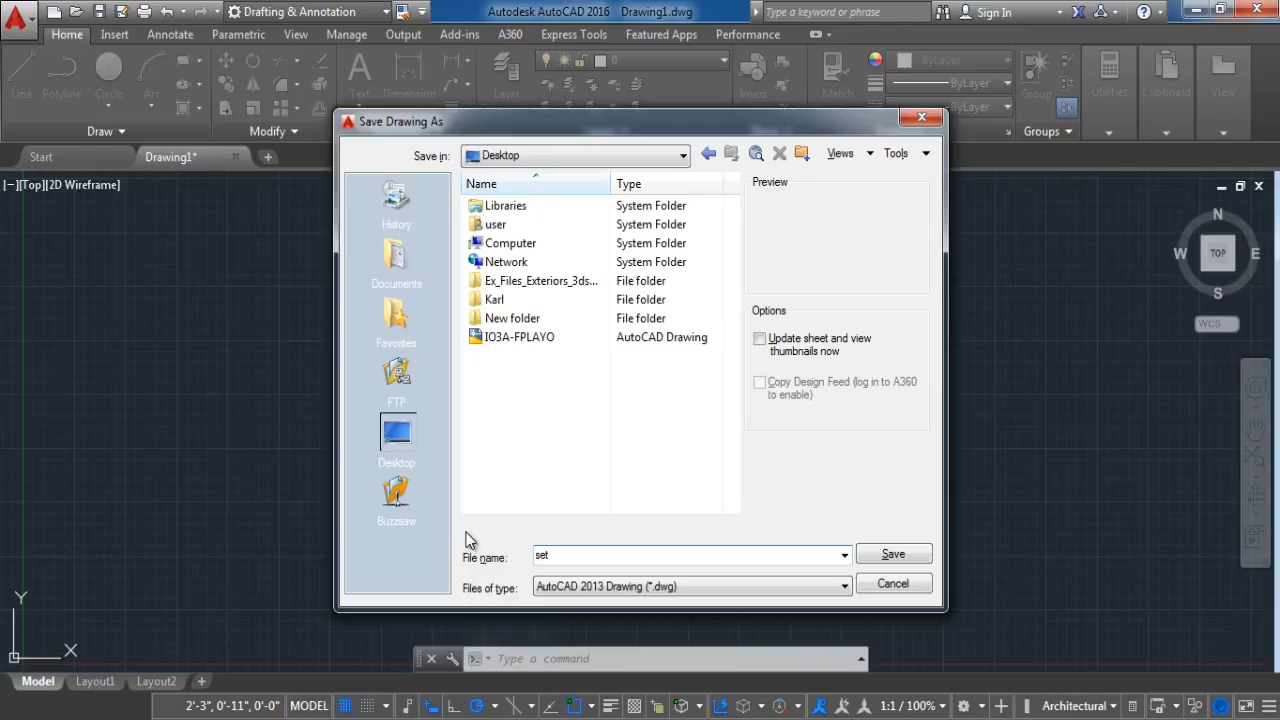 Drafting & Annotation
Autodesk AutoCAD 2016 Drawing1.dwg
Type a keyword or phrase
Sign In
Home Insert Annotate Parametric View Manage Output Add-ins A360 Express Tools Featured Apps Performance
Line Polyline Circle Arc
Text Dimension
Layer
0
Insert
Match
ByLayer
ByLayer
ByLayer
Group
Utilities Clipboard View
Draw Modify Groups
Start Drawing1*
[−][Top][2D Wireframe]
Save Drawing As
Save in: Desktop
Views Tools
Name Type
Libraries System Folder
user System Folder
Computer System Folder
Network System Folder
Ex_Files_Exteriors_3ds... File folder
Karl File folder
New folder File folder
IO3A-FPLAYO AutoCAD Drawing
History
Documents
Favorites
FTP
Desktop
Buzzsaw
Preview
Options
Update sheet and view
thumbnails now
Copy Design Feed (log in to A360
to enable)
File name: set
Save
Files of type: AutoCAD 2013 Drawing (*.dwg)
Cancel
N
W TOP E
S
WCS
Y
X
Type a command
Model Layout1 Layout2
2'-3", 0'-11", 0'-0" MODEL
1:1 / 100%
Architectural